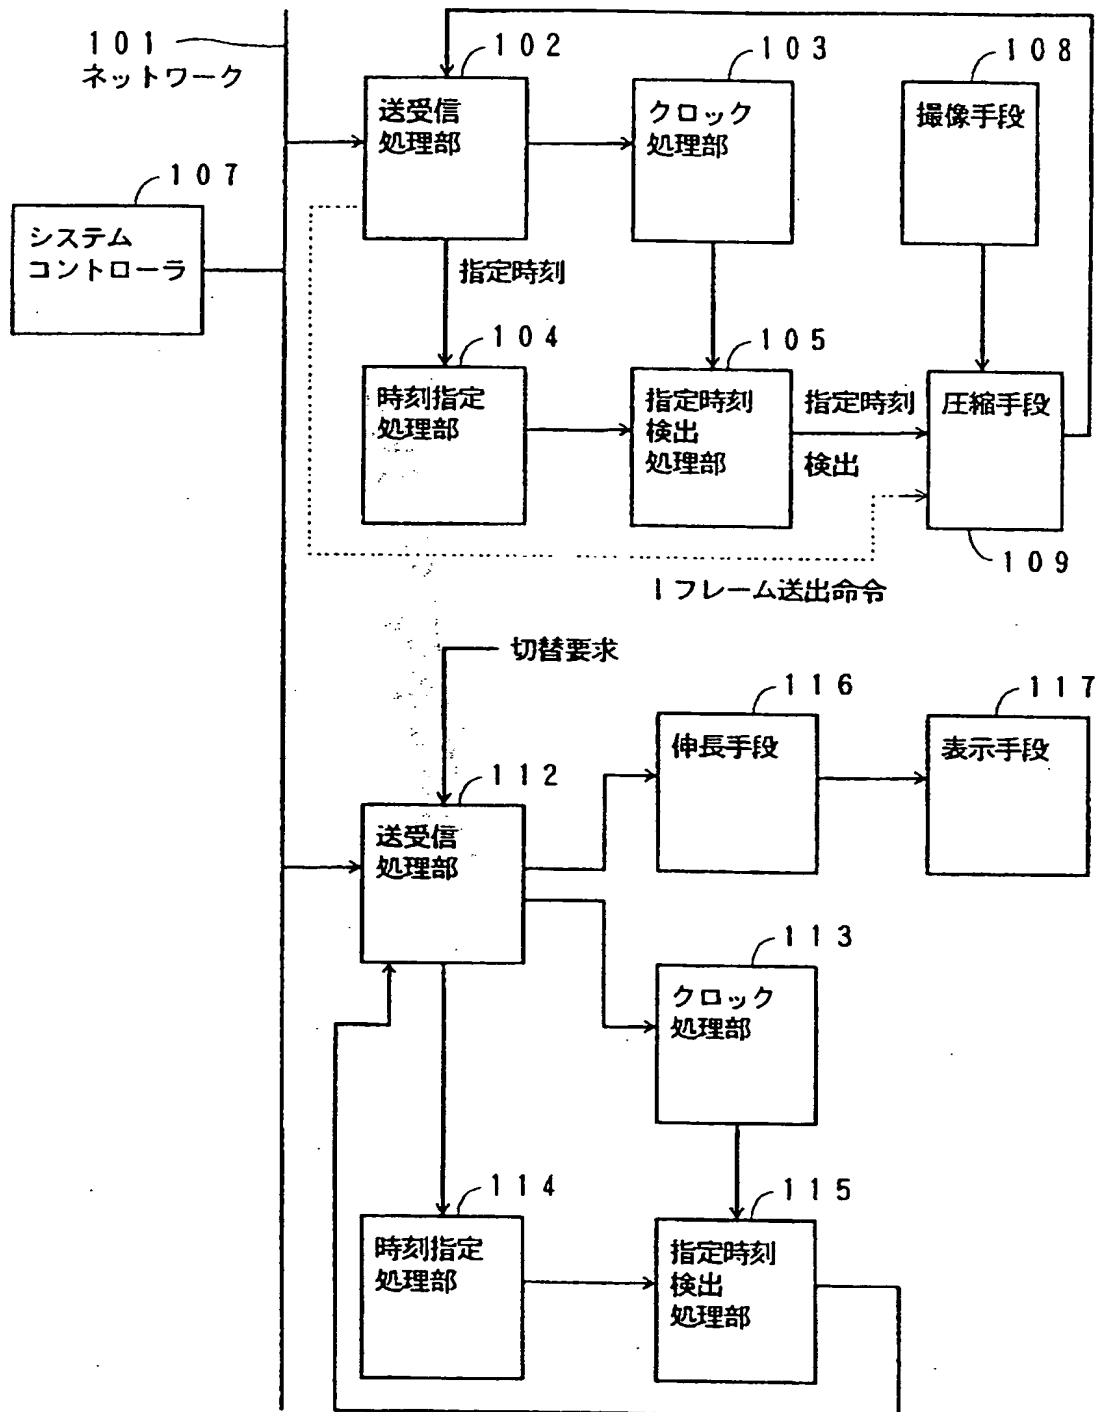 101
ネットワーク
102
送受信
処理部
103
クロック
処理部
108
撮像手段
107
システム
コントローラ
指定時刻
104
時刻指定
処理部
105
指定時刻
検出
処理部
指定時刻
検出
圧縮手段
109
Iフレーム送出命令
切替要求
112
送受信
処理部
116
伸長手段
117
表示手段
113
クロック
処理部
114
時刻指定
処理部
115
指定時刻
検出
処理部